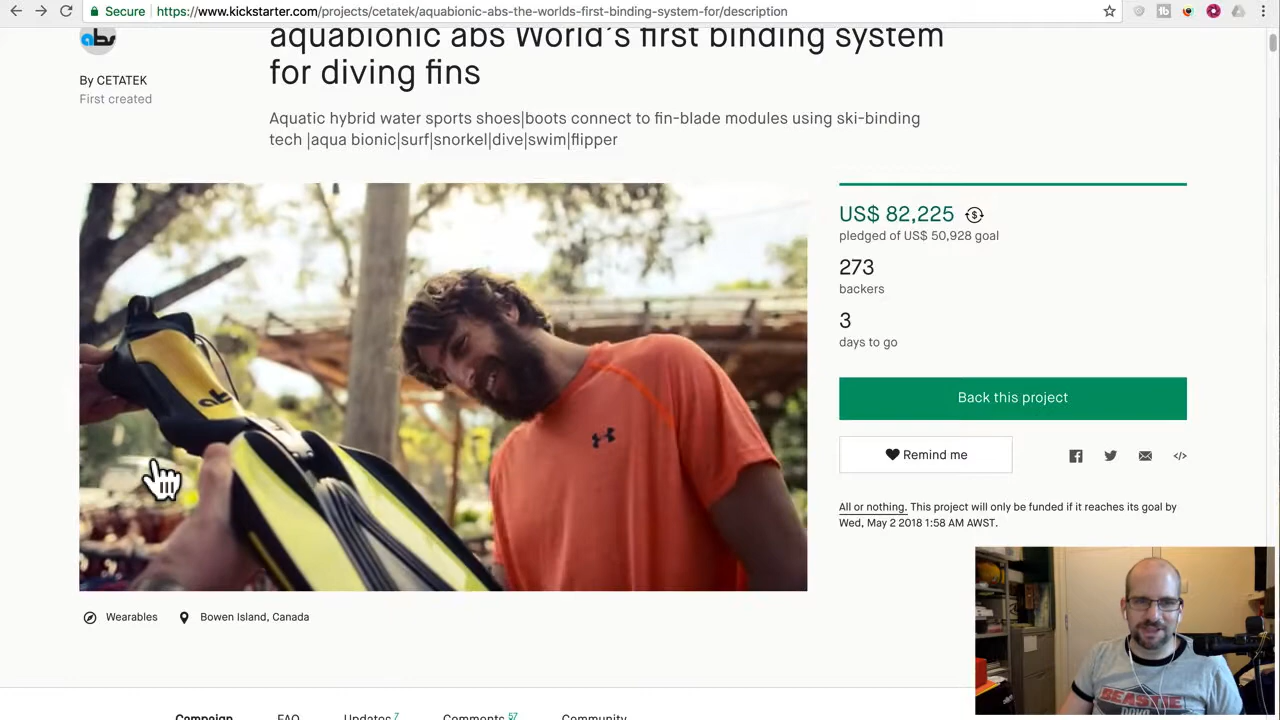 Secure https://www.kickstarter.com/projects/cetatek/aquabionic-abs-the-worlds-first-binding-system-for/description
abs
aquabionic abs World's first binding system
for diving fins
By CETATEK
First created
Aquatic hybrid water sports shoes|boots connect to fin-blade modules using ski-binding
tech |aqua bionic|surf|snorkel|dive|swim|flipper
US$ 82,225
pledged of US$ 50,928 goal
273
backers
3
days to go
Back this project
Remind me
All or nothing. This project will only be funded if it reaches its goal by
Wed, May 2 2018 1:58 AM AWST.
Wearables Bowen Island, Canada
BEASTIE
Campaign FAQ Updates 7 Comments 57 Community